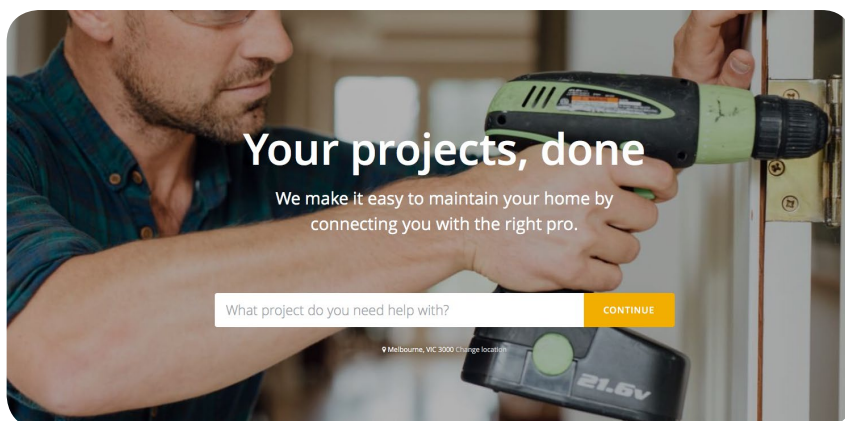 Your projects, done
We make it easy to maintain your home by
connecting you with the right pro.
What project do you need help with?
CONTINUE
Melbourne, VIC 3000 Change location
21.6v